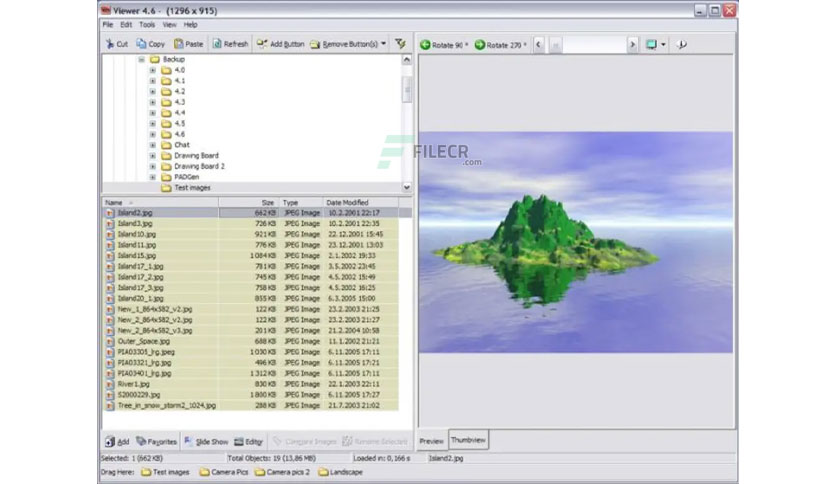 Viewer 4.6 - (1296 x 915)
File Edit Tools View Help
Cut Copy Paste Refresh Add Button Remove Button(s) Rotate 90 ° Rotate 270 °
Backup
4.0
4.1
4.2
4.3
4.4
4.5
4.6
Chat
Drawing Board
Drawing Board 2
PADGen
Test images
FILECR
.com
Name Size Type Date Modified
Island2.jpg 662 KB JPEG Image 10.2.2001 22:17
Island3.jpg 726 KB JPEG Image 10.2.2001 22:35
Island10.jpg 921 KB JPEG Image 22.12.2001 15:45
Island11.jpg 776 KB JPEG Image 23.12.2001 13:03
Island15.jpg 1 084 KB JPEG Image 2.1.2002 19:33
Island17_1.jpg 781 KB JPEG Image 3.5.2002 23:45
Island17_2.jpg 745 KB JPEG Image 4.5.2002 15:49
Island17_3.jpg 758 KB JPEG Image 4.5.2002 16:25
Island20_1.jpg 855 KB JPEG Image 6.3.2005 15:00
New_1_864x582_v2.jpg 122 KB JPEG Image 23.2.2003 21:25
New_2_864x582_v2.jpg 122 KB JPEG Image 23.2.2003 21:27
New_2_864x582_v3.jpg 201 KB JPEG Image 21.2.2004 10:58
Outer_Space.jpg 688 KB JPEG Image 11.1.2002 21:21
PIA03305_lrg.jpeg 1 030 KB JPEG Image 6.11.2005 17:11
PIA03321_lrg.jpg 496 KB JPEG Image 6.11.2005 17:11
PIA03401_lrg.jpg 1 312 KB JPEG Image 6.11.2005 17:11
River1.jpg 830 KB JPEG Image 22.1.2003 22:11
S2000229.jpg 1 800 KB JPEG Image 6.11.2005 17:27
Tree_in_snow_storm2_1024.jpg 288 KB JPEG Image 21.7.2003 21:02
Add Favorites Slide Show Editor Compare Images Rename Selected Preview Thumbview
Selected: 1 (662 KB) Total Objects: 19 (13,86 MB) Loaded in: 0,166 s Island2.jpg
Drag Here: Test images Camera Pics Camera pics 2 Landscape